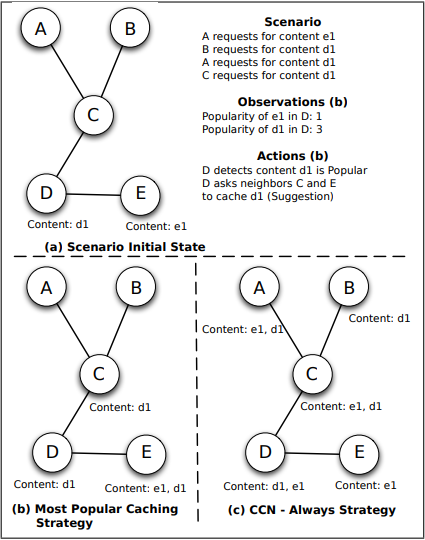 A
B
C
D
E
Content: d1
Content: e1
(a) Scenario Initial State
Scenario
A requests for content e1
B requests for content d1
A requests for content d1
C requests for content d1
Observations (b)
Popularity of e1 in D: 1
Popularity of d1 in D: 3
Actions (b)
D detects content d1 is Popular
D asks neighbors C and E
to cache d1 (Suggestion)
A
B
C
Content: d1
D
E
Content: d1
Content: e1, d1
(b) Most Popular Caching
Strategy
A
B
Content: e1, d1
Content: d1
C
Content: e1, d1
D
E
Content: d1, e1
Content: e1
(c) CCN - Always Strategy